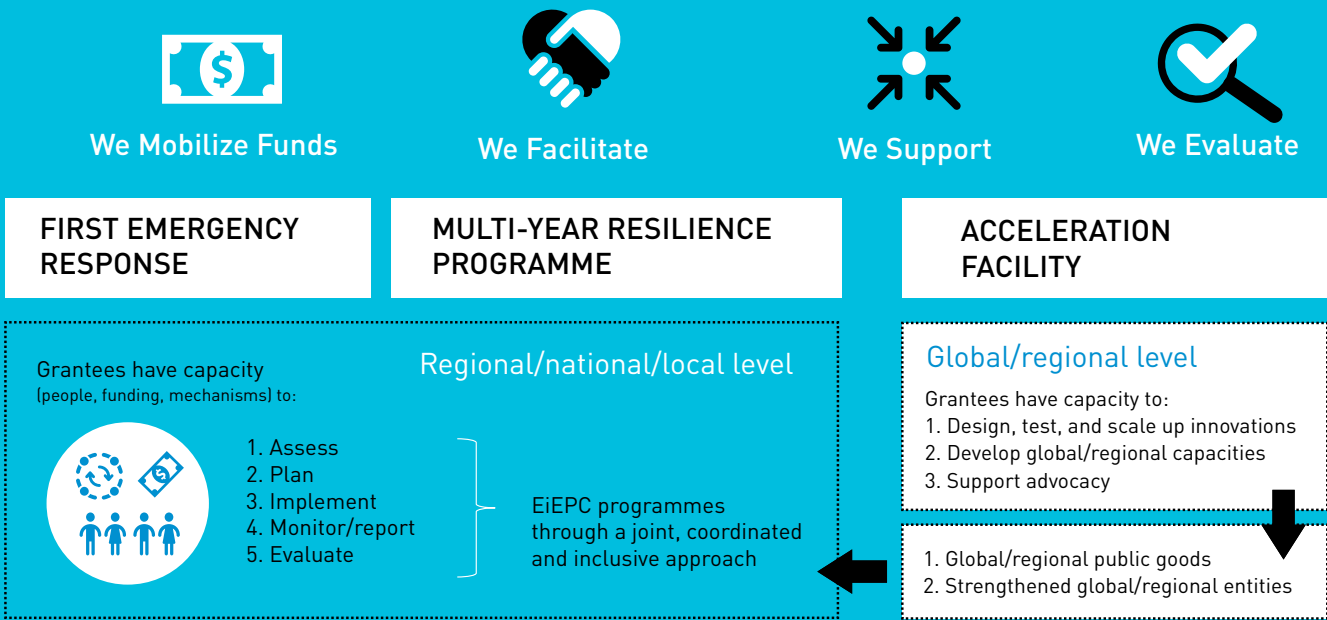 We Mobilize Funds
We Facilitate
We Support
We Evaluate
FIRST EMERGENCY
RESPONSE
MULTI-YEAR RESILIENCE
PROGRAMME
ACCELERATION
FACILITY
Regional/national/local level
Grantees have capacity
(people, funding, mechanisms) to:
1. Assess
2. Plan
3. Implement
4. Monitor/report
5. Evaluate
EiEPC programmes
through a joint, coordinated
and inclusive approach
Global/regional level
Grantees have capacity to:
1. Design, test, and scale up innovations
2. Develop global/regional capacities
3. Support advocacy
1. Global/regional public goods
2. Strengthened global/regional entities